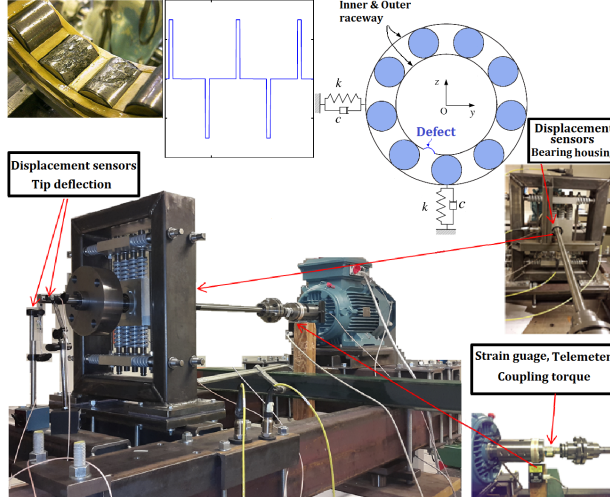 Inner & Outer
raceway
k
c
z
O
y
Defect
k
c
Displacement
sensors
Bearing housing
Displacement sensors
Tip deflection
Strain guage, Telemeter
Coupling torque